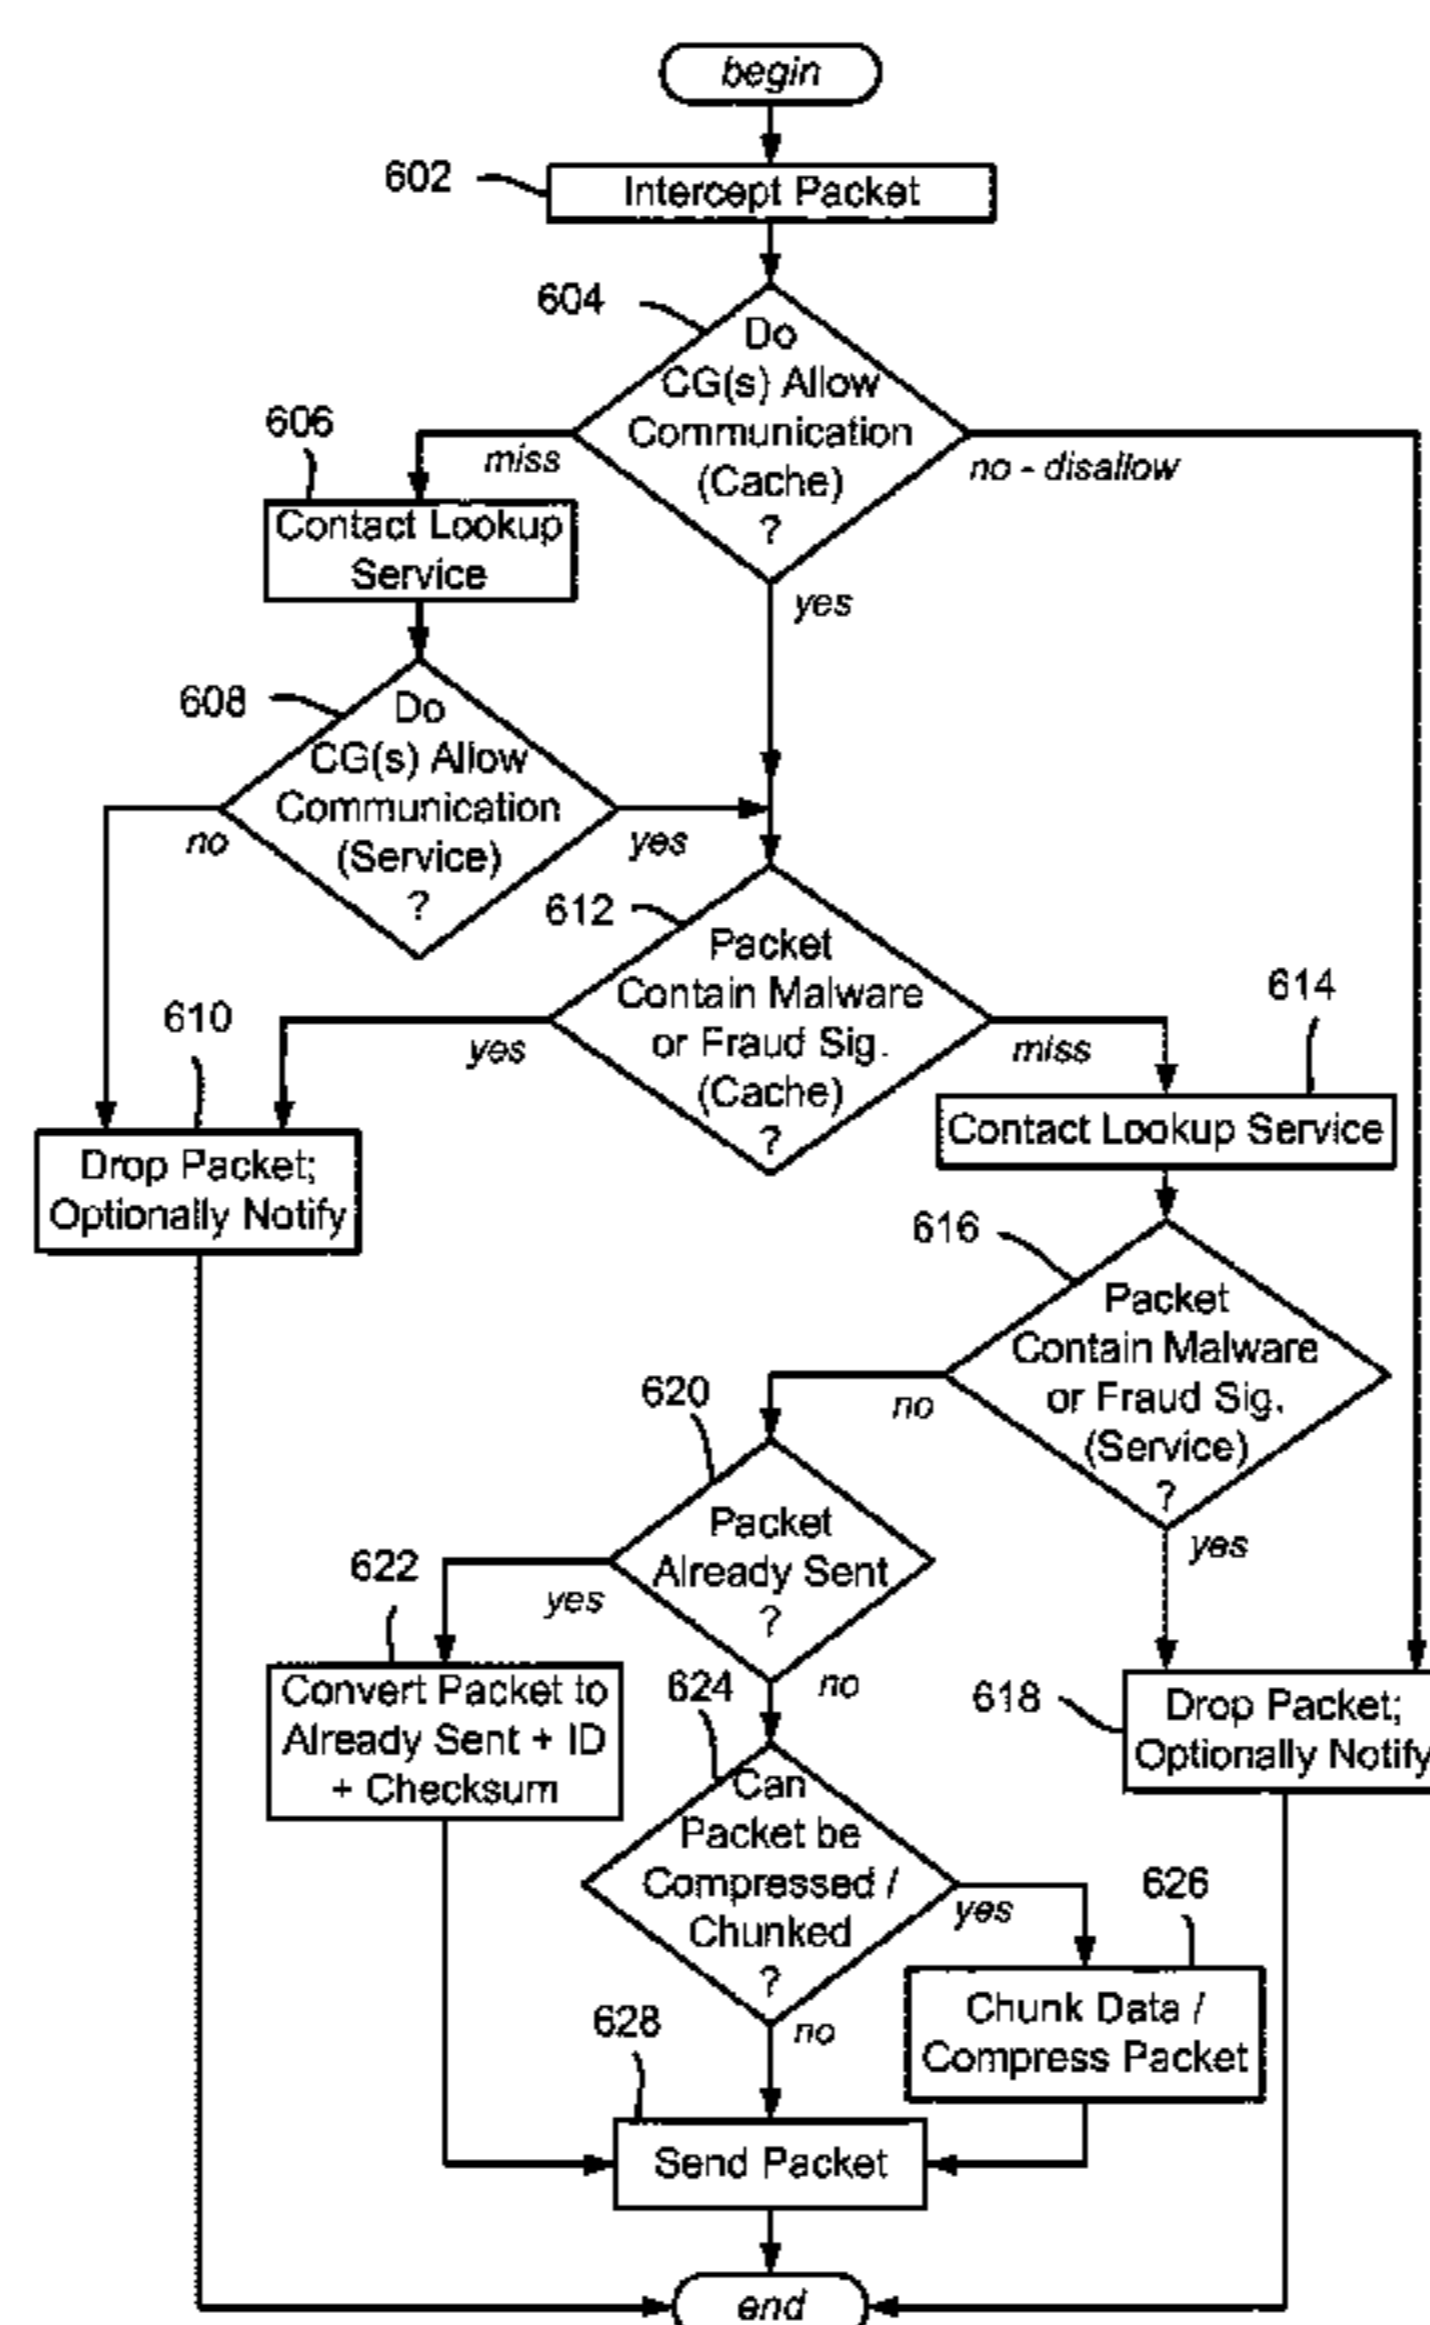 begin
602
Intercept Packet
604
Do
CG(s) Allow
Communication
(Cache)
?
miss
no - disallow
yes
606
Contact Lookup
Service
608
Do
CG(s) Allow
Communication
(Service)
?
no
yes
612
Packet
Contain Malware
or Fraud Sig.
(Cache)
?
yes
miss
610
Drop Packet;
Optionally Notify
614
Contact Lookup Service
616
Packet
Contain Malware
or Fraud Sig.
(Service)
?
no
yes
620
Packet
Already Sent
?
yes
no
622
Convert Packet to
Already Sent + ID
+ Checksum
618
Drop Packet;
Optionally Notify
624
Can
Packet be
Compressed /
Chunked
?
yes
no
626
Chunk Data /
Compress Packet
628
Send Packet
end